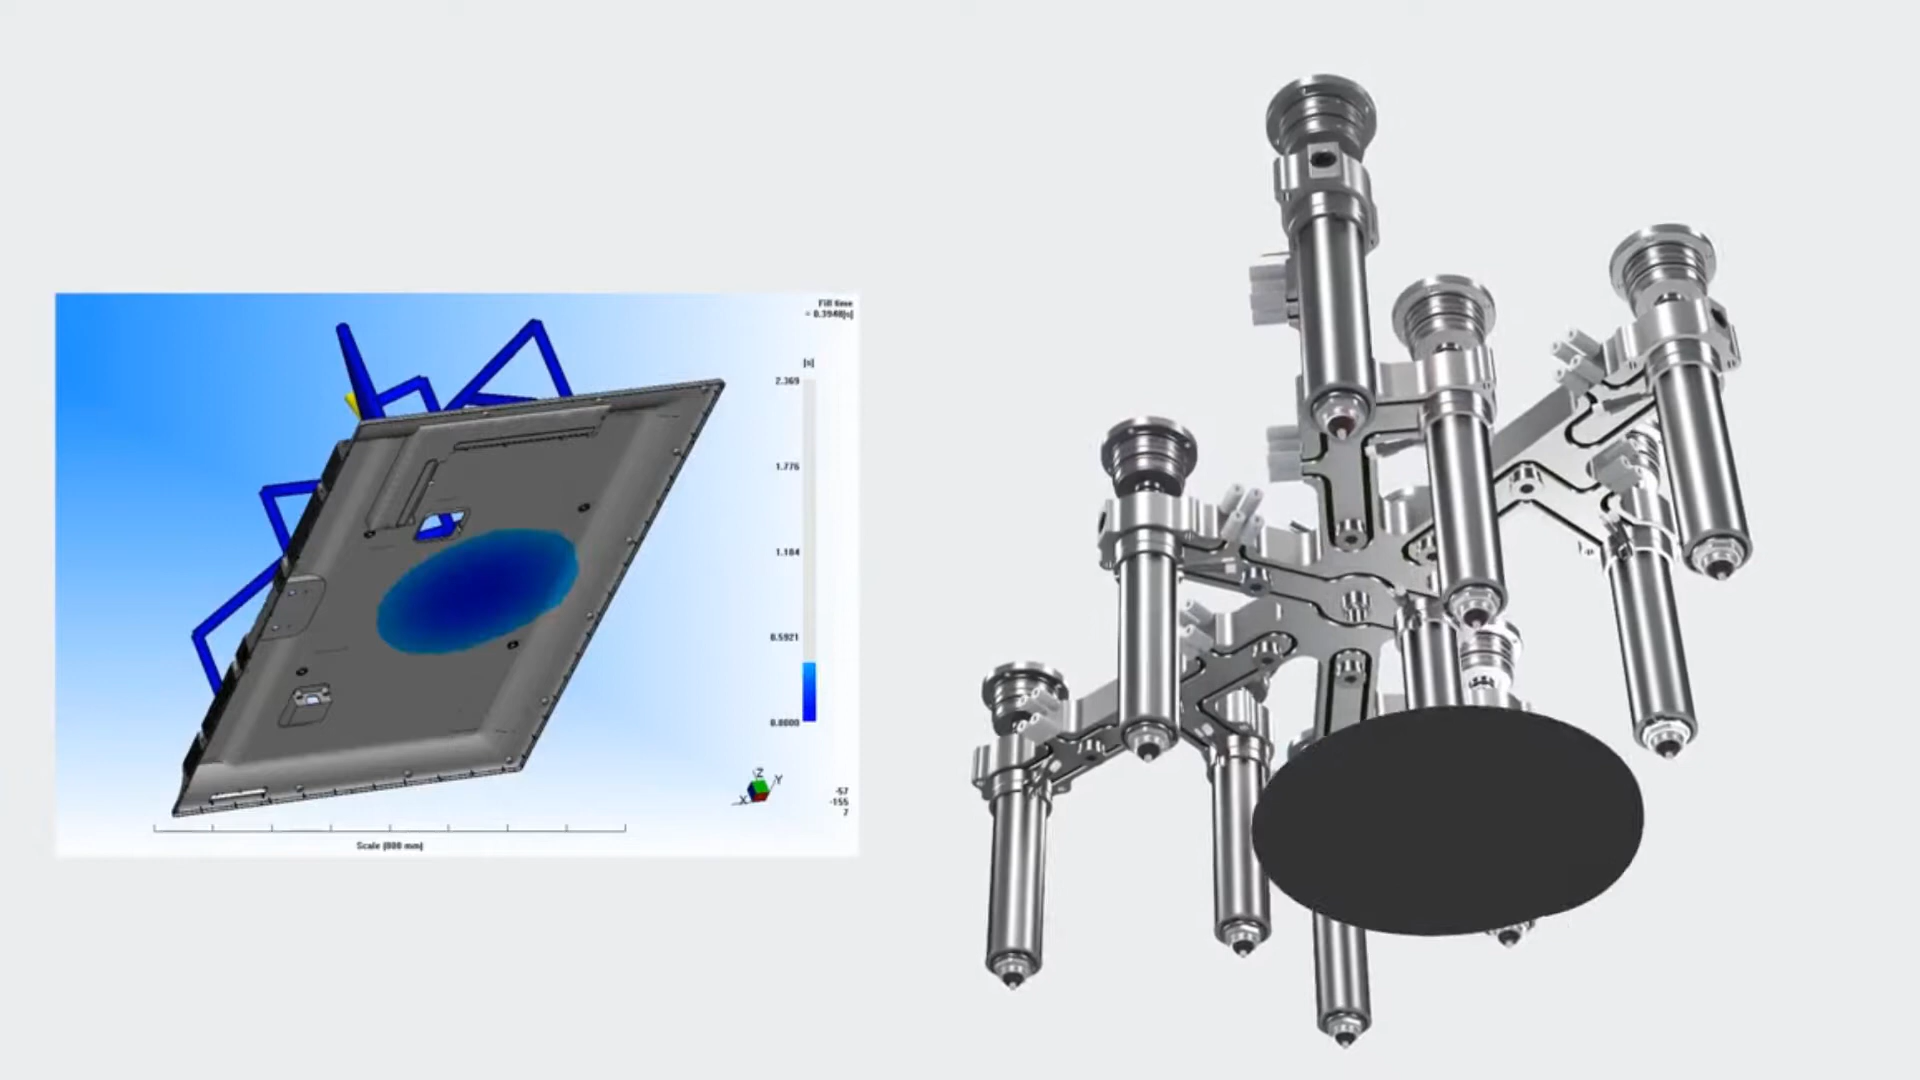 Fill time
= 0.3948[s]
[s]
2.369
1.776
1.184
0.5921
0.0000
Z
Y
X
-57
-155
7
Scale (800 mm)